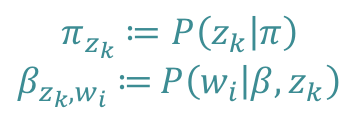 π_{z_k} ≔ P(z_k|π)
β_{z_k,w_i} ≔ P(w_i|β, z_k)